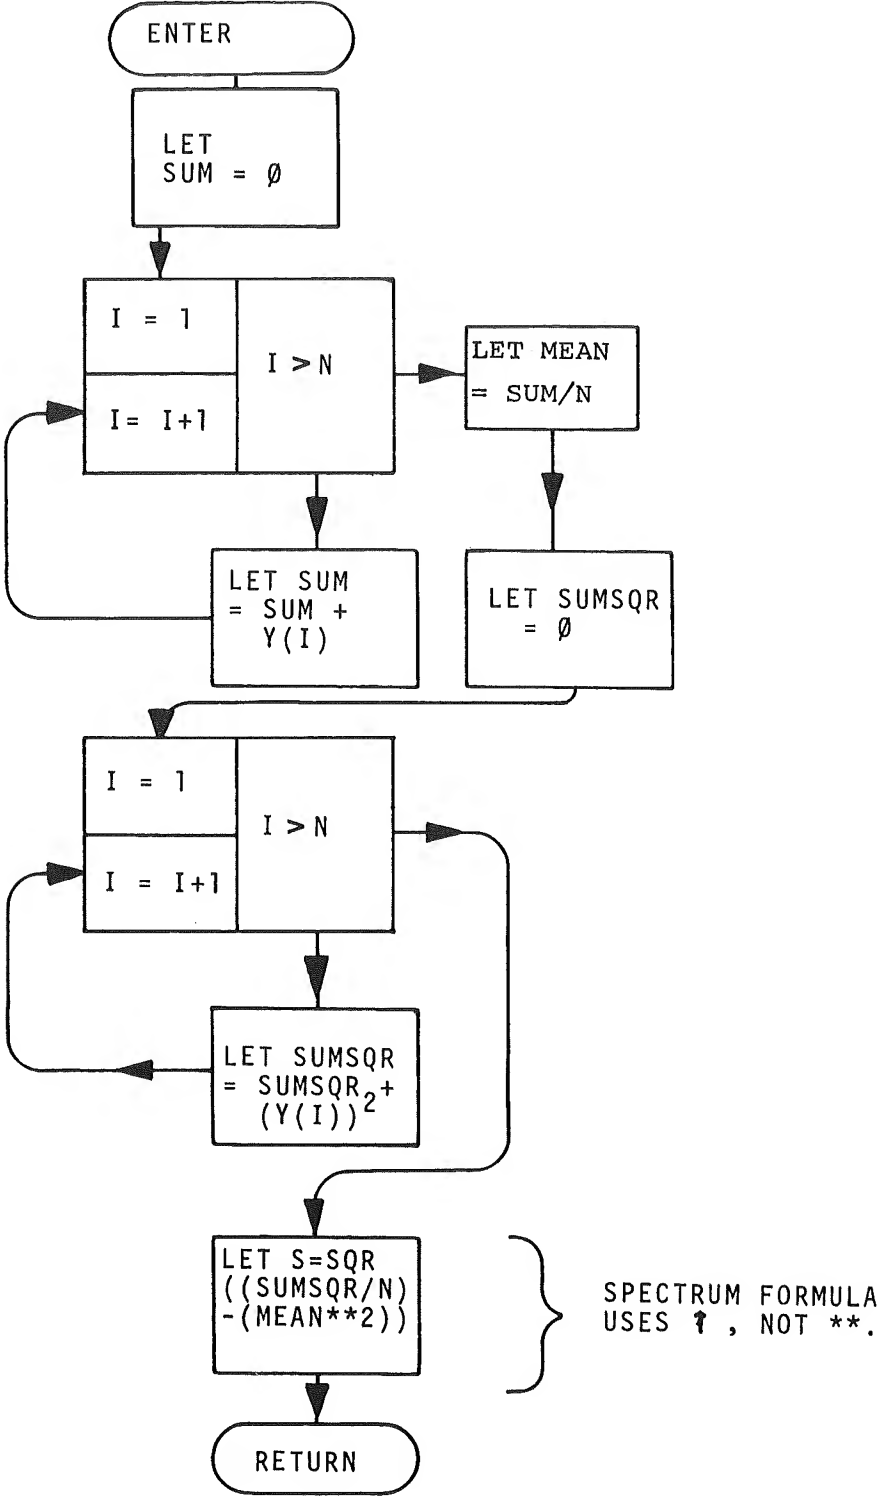 ENTER
LET
SUM = Ø
I = 1
I > N
I= I+1
LET MEAN
= SUM/N
LET SUM
= SUM +
Y(I)
LET SUMSQR
= Ø
I = 1
I > N
I = I+1
LET SUMSQR
= SUMSQR +
(Y(I))2
LET S=SQR
((SUMSQR/N)
-(MEAN**2))
SPECTRUM FORMULA
USES ↑ , NOT **.
RETURN